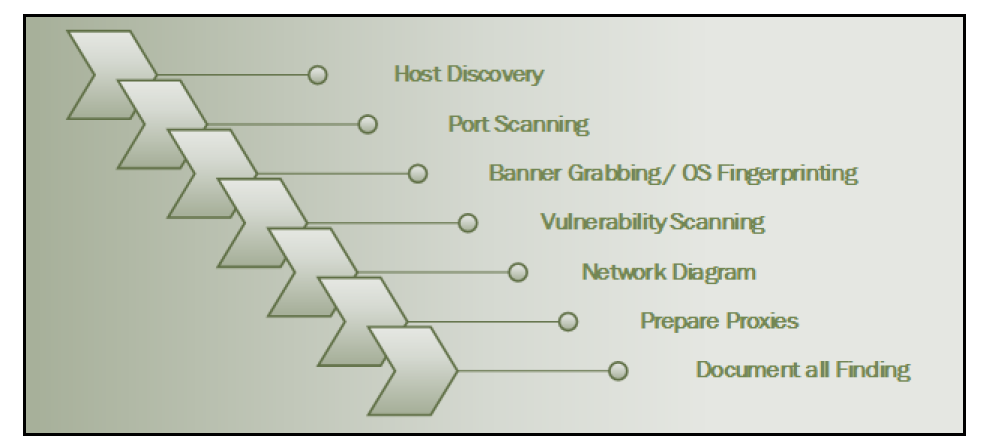 Host Discovery
Port Scanning
Banner Grabbing/ OS Fingerprinting
Vulnerability Scanning
Network Diagram
Prepare Proxies
Document all Finding